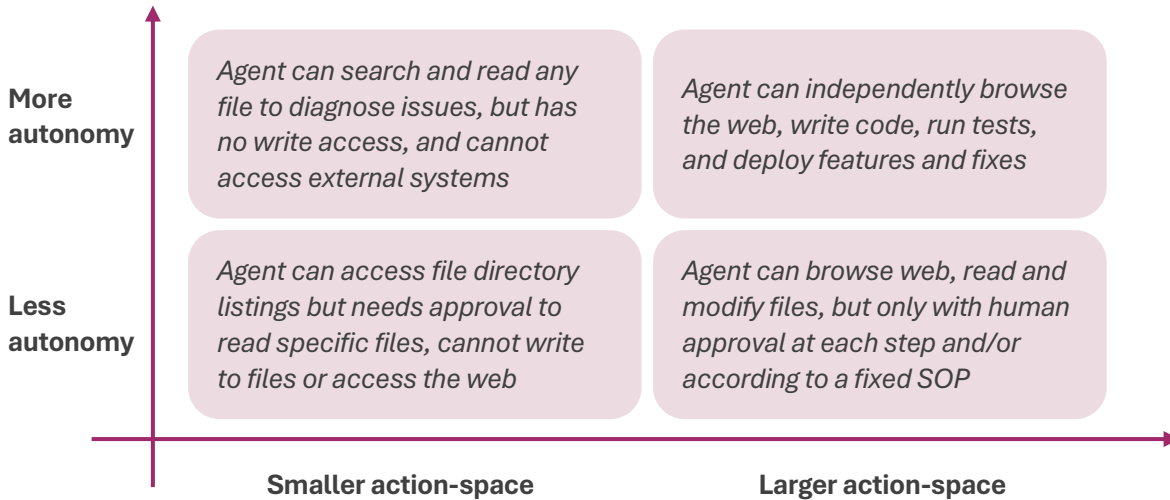 More
autonomy
Agent can search and read any
file to diagnose issues, but has
no write access, and cannot
access external systems
Agent can independently browse
the web, write code, run tests,
and deploy features and fixes
Less
autonomy
Agent can access file directory
listings but needs approval to
read specific files, cannot write
to files or access the web
Agent can browse web, read and
modify files, but only with human
approval at each step and/or
according to a fixed SOP
Smaller action-space
Larger action-space